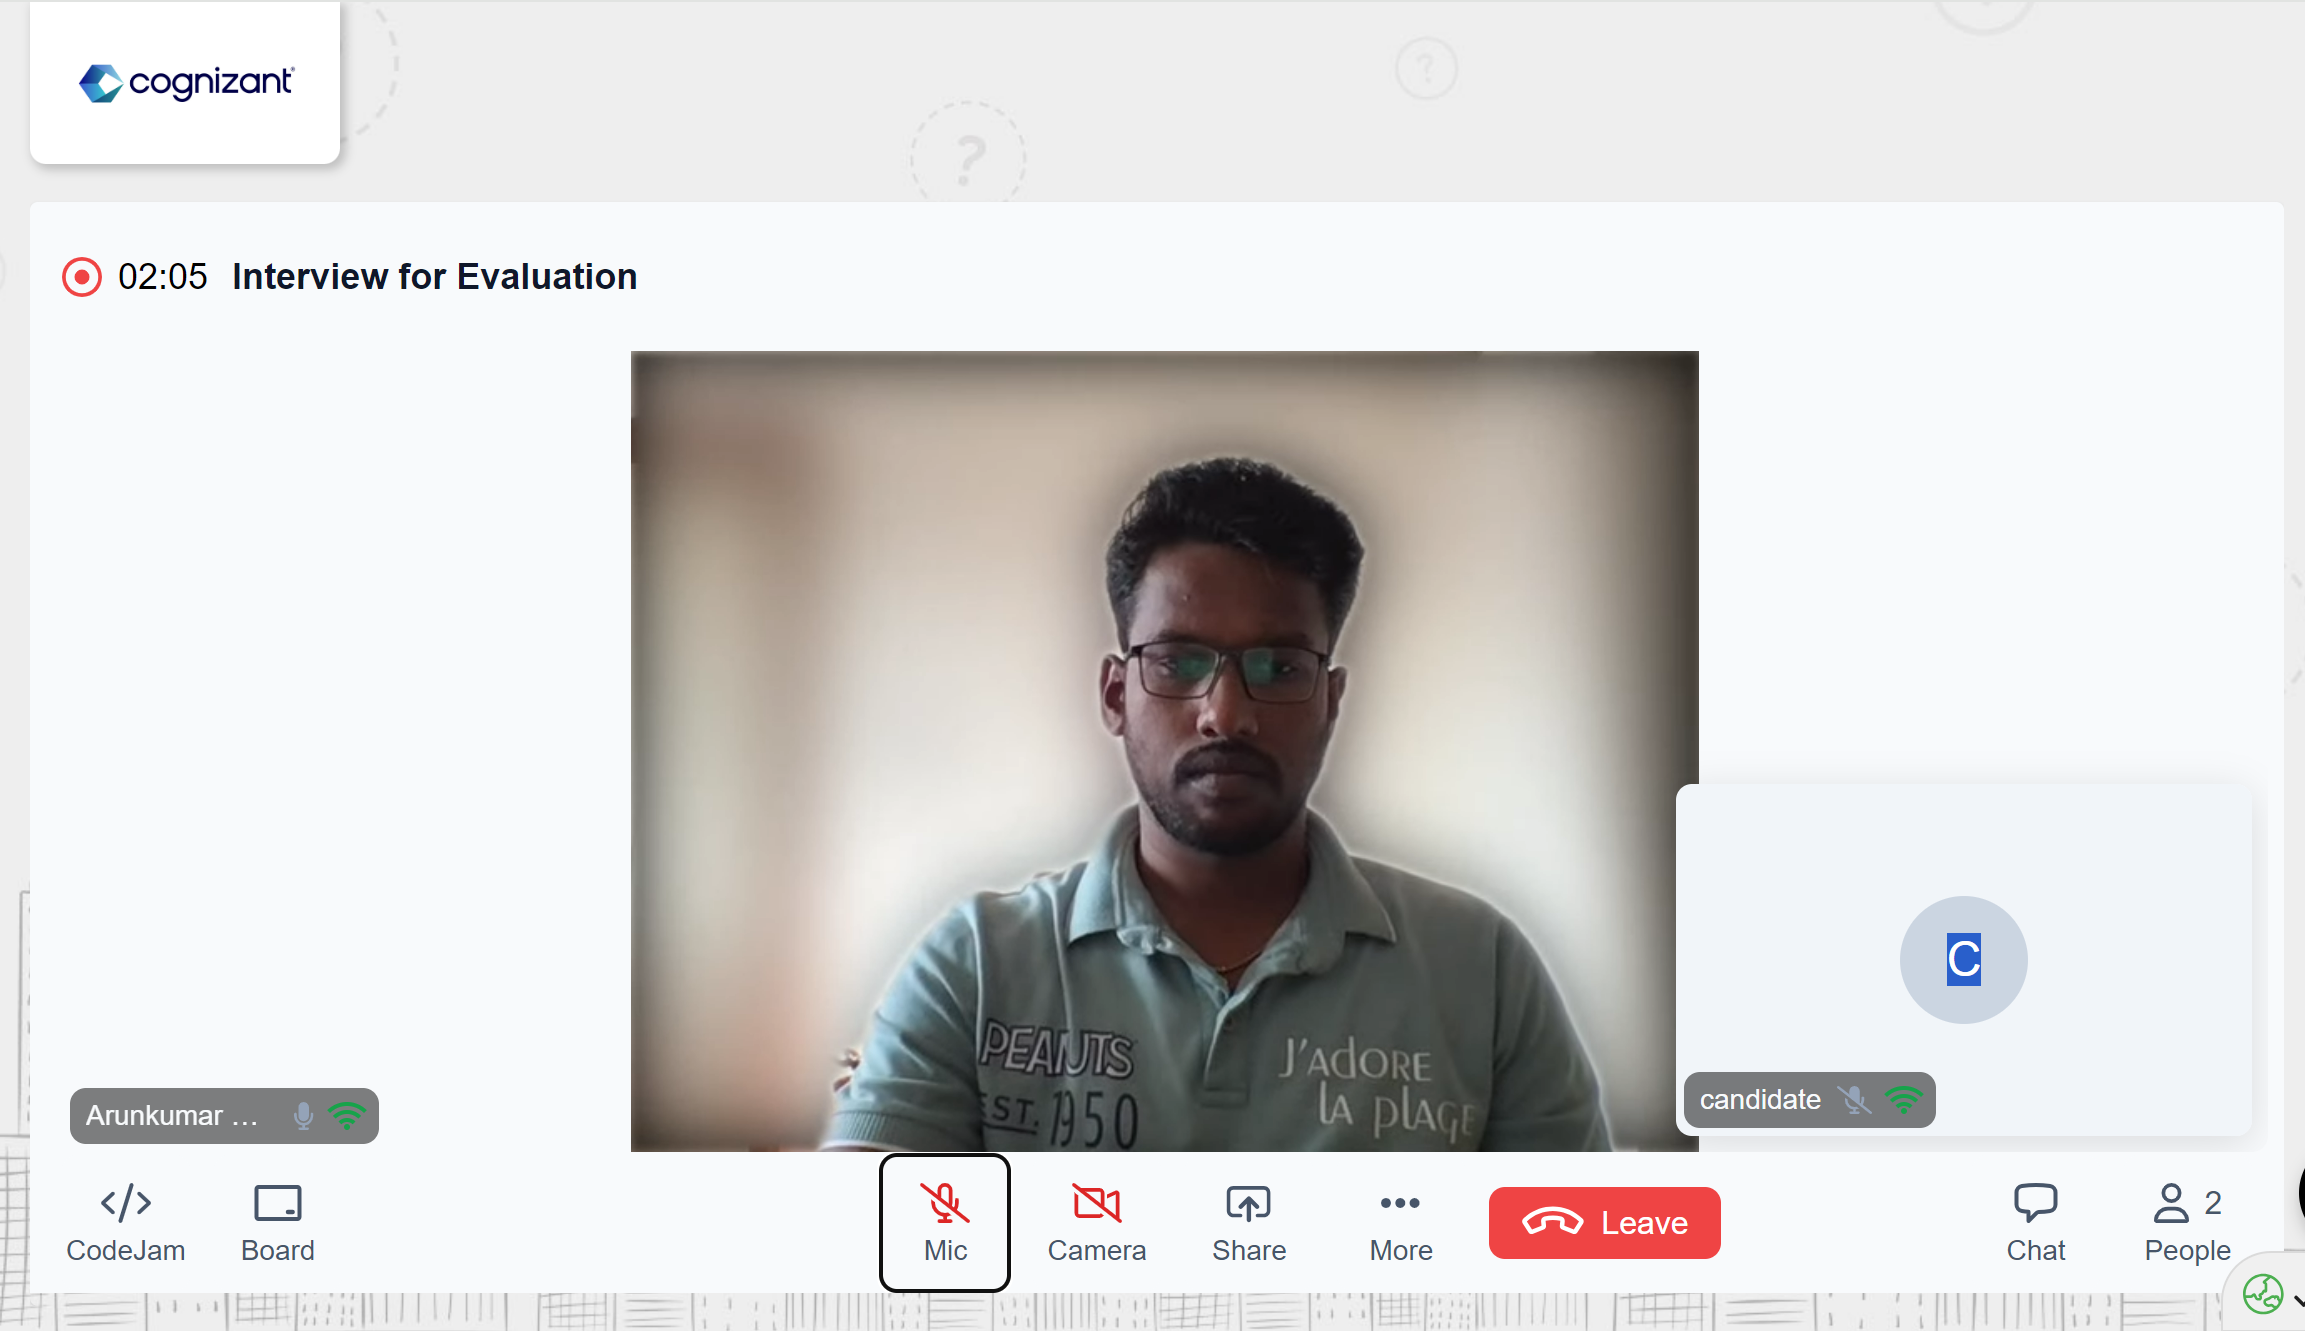 cognizant
?
?
02:05 Interview for Evaluation
PEANUTS
EST. 1950
J'ADORE
LA PLAGE
C
Arunkumar ...
candidate
</> CodeJam
Board
Mic
Camera
Share
More
Leave
Chat
People 2